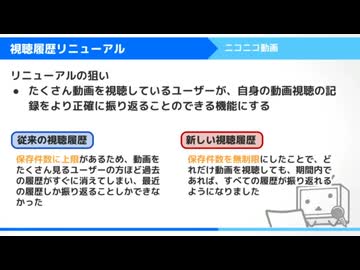 視聴履歴リニューアル
ニコニコ動画
リニューアルの狙い
● たくさん動画を視聴しているユーザーが、自身の動画視聴の記
録をより正確に振り返ることのできる機能にする
従来の視聴履歴
保存件数に上限があるため、動画を
たくさん見るユーザーの方ほど過去
の履歴がすぐに消えてしまい、最近
の履歴しか振り返ることしかできな
かった
新しい視聴履歴
保存件数を無制限にしたことで、ど
れだけ動画を視聴しても、期間内で
あれば、すべての履歴が振り返れる
ようになりました